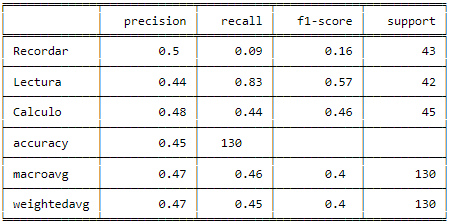 precision recall f1-score support
Recordar 0.5 0.09 0.16 43
Lectura 0.44 0.83 0.57 42
Calculo 0.48 0.44 0.46 45
accuracy 0.45 130
macroavg 0.47 0.46 0.4 130
weightedavg 0.47 0.45 0.4 130